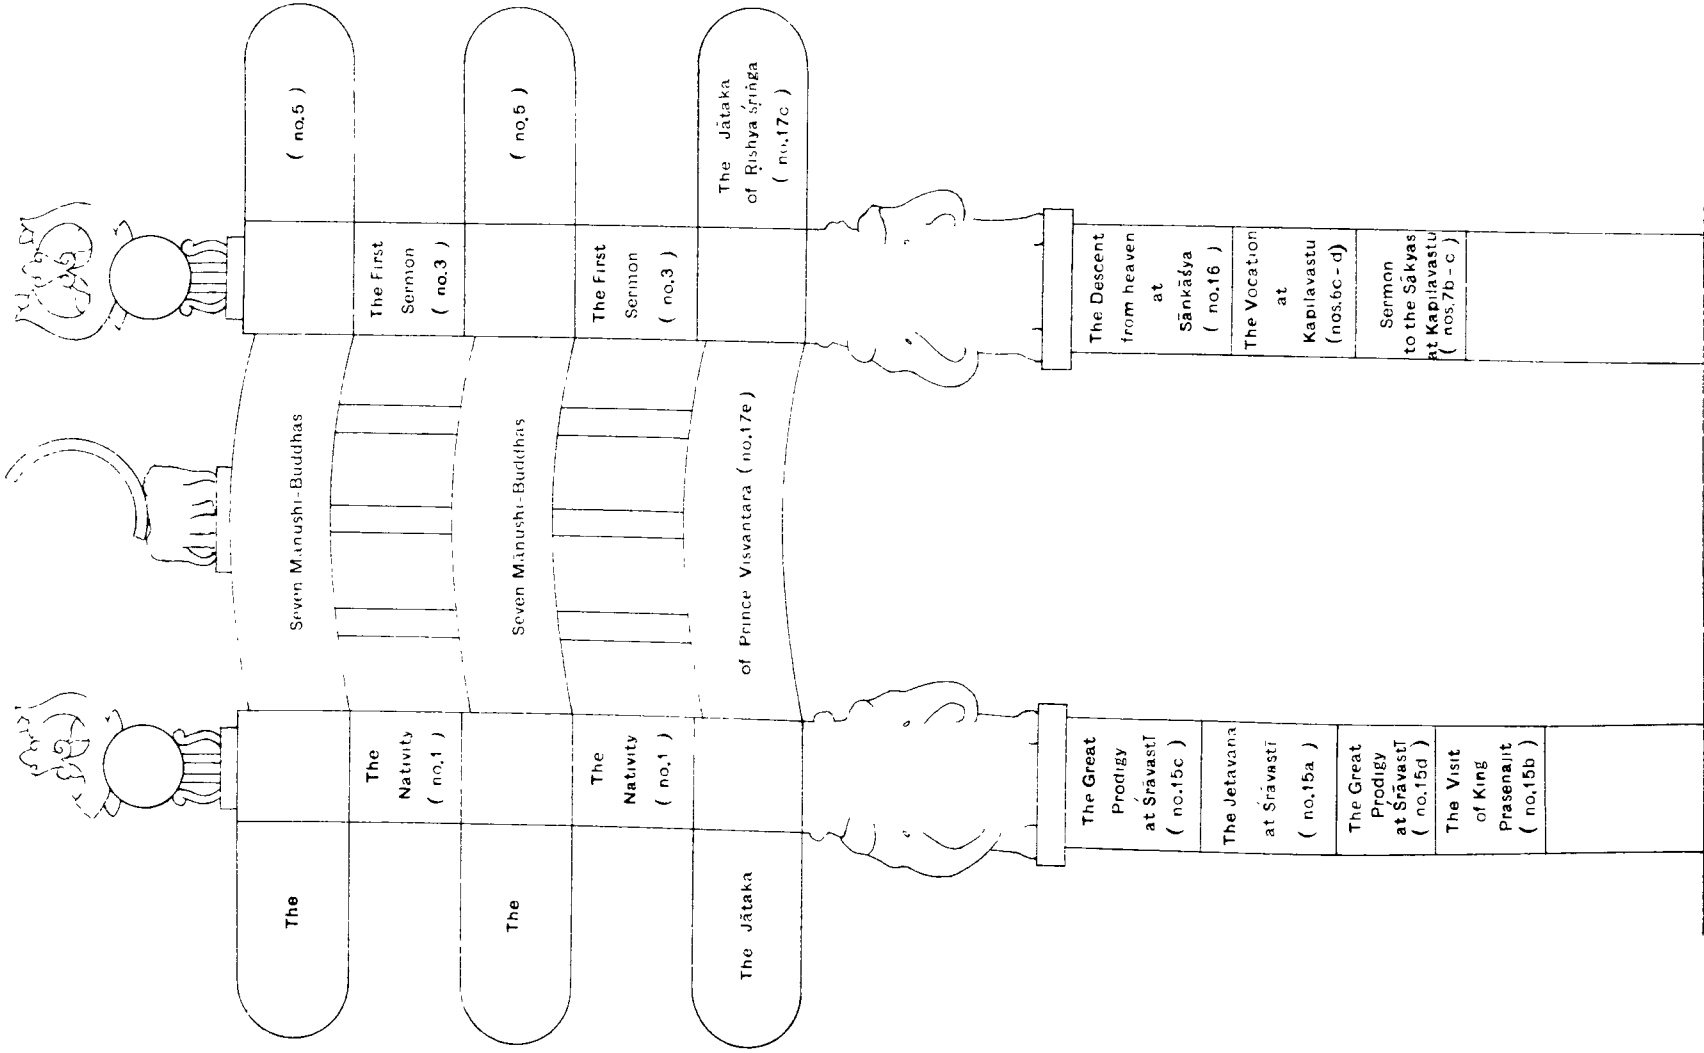 The Seven Mānushi-Buddhas ( no.5 )
The
Nativity
( no.1 )
The First
Sermon
( no.3 )
The Seven Mānushi-Buddhas ( no.5 )
The
Nativity
( no.1 )
The First
Sermon
( no.3 )
The Jātaka of Prince Visvantara ( no.17e )
The Jātaka
of Ṛishya śṛiṅga
( no.17c )
The Great
Prodigy
at Śrāvastī
( no.15c )
The Jetavana
at Śrāvastī
( no.15a )
The Great
Prodigy
at Śrāvastī
( no.15d )
The Visit
of King
Prasenajit
( no.15b )
The Descent
from heaven
at
Sānkāśya
( no.16 )
The Vocation
at
Kapilavastu
(nos.6c-d)
Sermon
to the Śākyas
at Kapilavastu
( nos.7b-c )